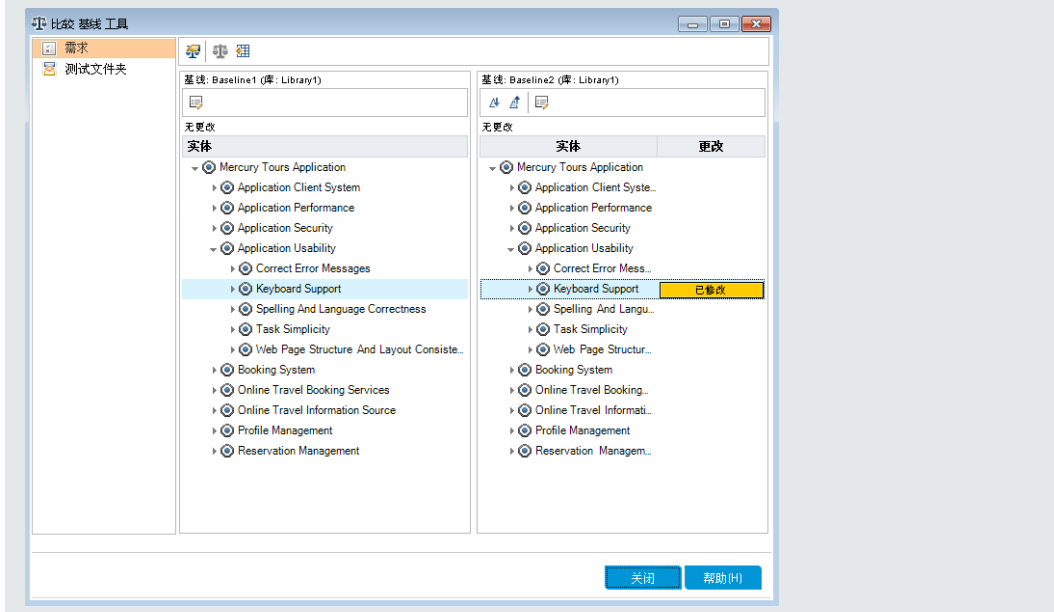 比较 基线 工具
需求
测试文件夹
基线: Baseline1 (库: Library1)
无更改
实体
Mercury Tours Application
Application Client System
Application Performance
Application Security
Application Usability
Correct Error Messages
Keyboard Support
Spelling And Language Correctness
Task Simplicity
Web Page Structure And Layout Consiste...
Booking System
Online Travel Booking Services
Online Travel Information Source
Profile Management
Reservation Management
基线: Baseline2 (库: Library1)
无更改
实体 更改
Mercury Tours Application
Application Client Syste...
Application Performance
Application Security
Application Usability
Correct Error Mess...
Keyboard Support 已修改
Spelling And Langu...
Task Simplicity
Web Page Structur...
Booking System
Online Travel Booking...
Online Travel Informati...
Profile Management
Reservation Managem...
关闭 帮助(H)